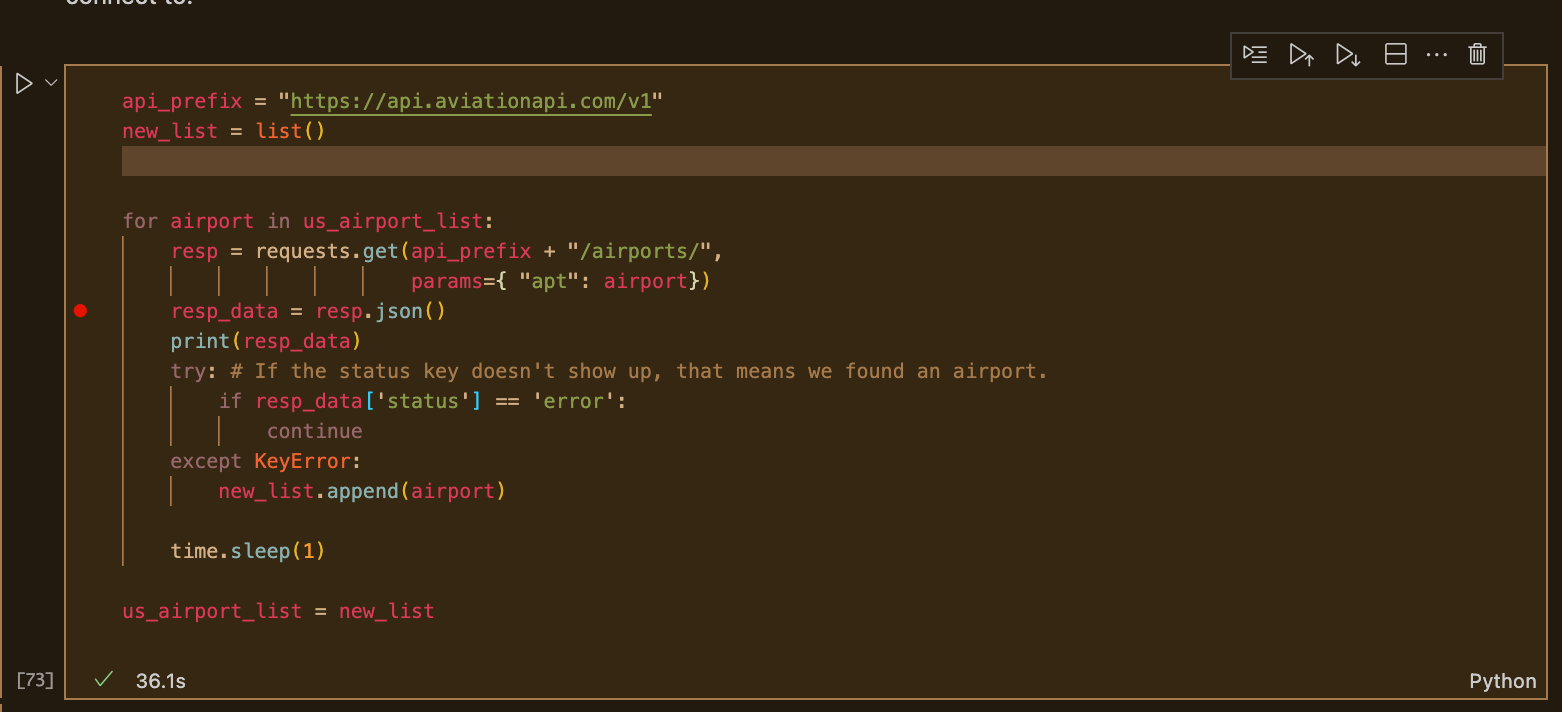 connect to.
api_prefix = "https://api.aviationapi.com/v1"
new_list = list()
for airport in us_airport_list:
    resp = requests.get(api_prefix + "/airports/",
                        params={ "apt": airport})
    resp_data = resp.json()
    print(resp_data)
    try: # If the status key doesn't show up, that means we found an airport.
        if resp_data['status'] == 'error':
            continue
    except KeyError:
        new_list.append(airport)
    time.sleep(1)
us_airport_list = new_list
[73] 36.1s Python